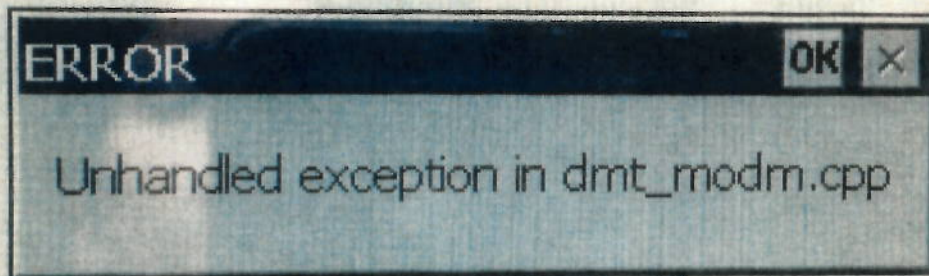 ERROR OK ×
Unhandled exception in dmt_modm.cpp